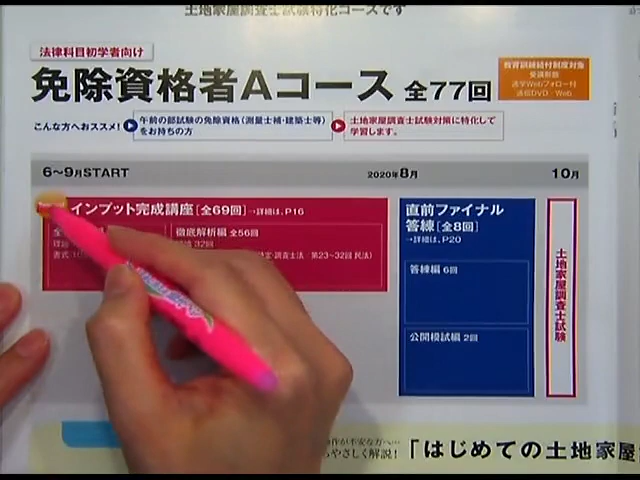 土地家屋調査士試験特化コースです
法律科目初学者向け
免除資格者Aコース 全77回
教育訓練給付制度対象
受講形態
通学Webフォロー付
通信DVD・Web
こんな方へおススメ!
午前の部試験の免除資格(測量士補・建築士等)
をお持ちの方
土地家屋調査士試験対策に特化して
学習します。
6~9月START
2020年8月
10月
インプット完成講座[全69回] →詳細は、P16
徹底解析編 全56回
32回
調査士法 第23~32回 民法)
直前ファイナル
答練[全8回]
→詳細は、P20
答練編 6回
公開模試編 2回
土地家屋調査士試験
作が不安な方へ…
やさしく解説!
「はじめての土地家屋